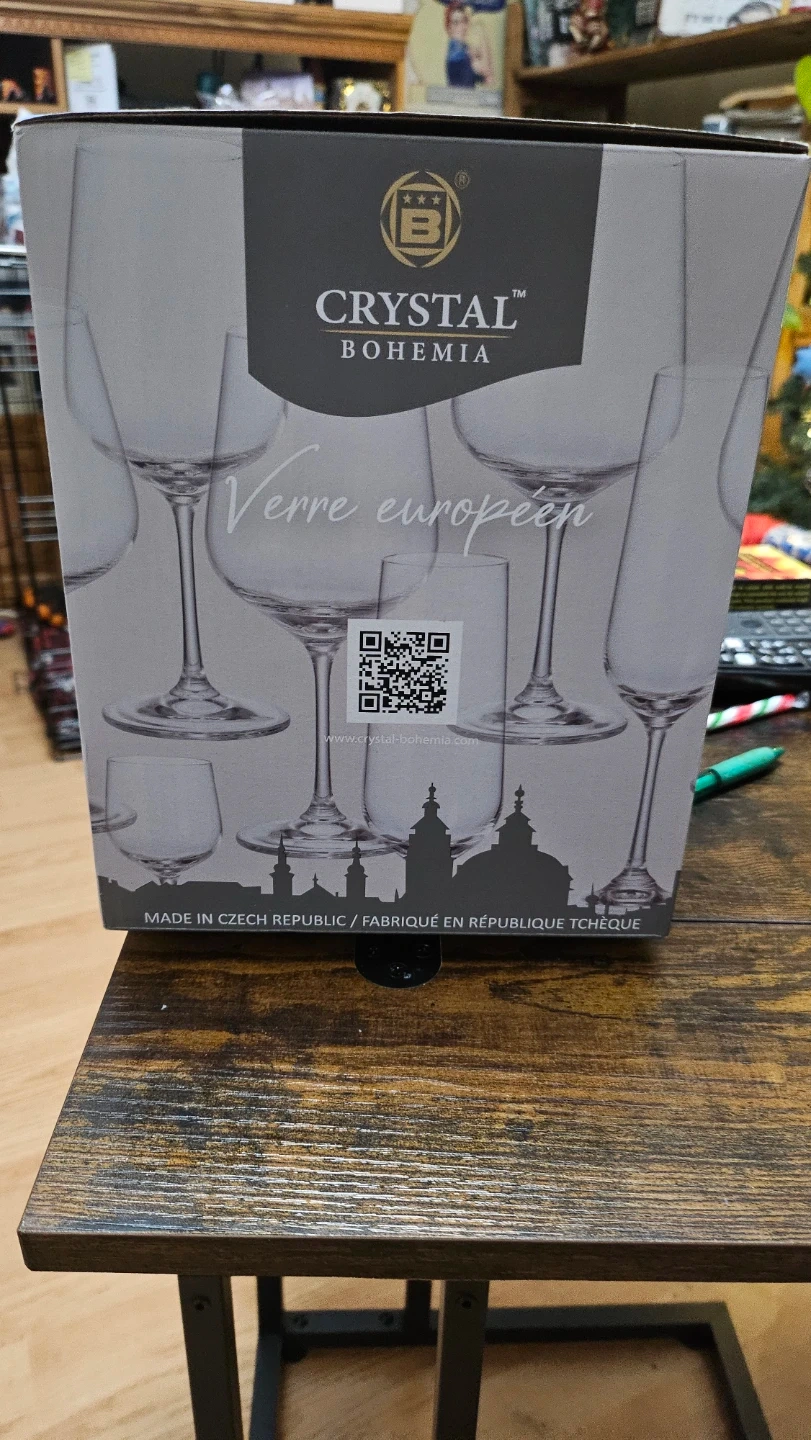 B
®
CRYSTAL™
BOHEMIA
Verre européen
www.crystal-bohemia.com
MADE IN CZECH REPUBLIC / FABRIQUÉ EN RÉPUBLIQUE TCHÈQUE